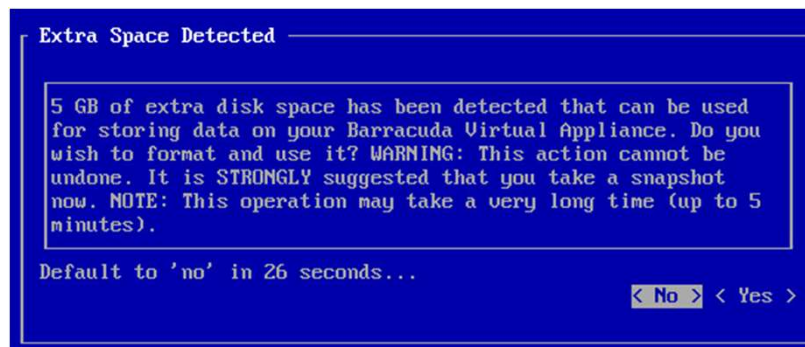 Extra Space Detected
5 GB of extra disk space has been detected that can be used
for storing data on your Barracuda Virtual Appliance. Do you
wish to format and use it? WARNING: This action cannot be
undone. It is STRONGLY suggested that you take a snapshot
now. NOTE: This operation may take a very long time (up to 5
minutes).
Default to 'no' in 26 seconds...
< No > < Yes >